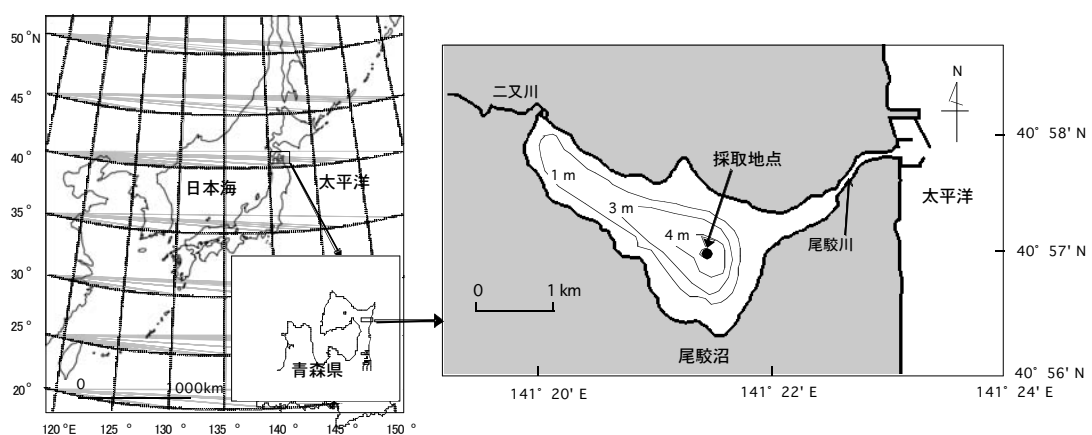 50°N
45°
40°
35°
30°
25°
20°
120°E
125°
130°
135°
140°
145°
150°
日本海
太平洋
青森県
0 000km
二又川
1 m
3 m
4 m
採取地点
尾駮川
太平洋
尾駮沼
0 1 km
N
40° 58' N
40° 57' N
40° 56' N
141° 20' E
141° 22' E
141° 24' E